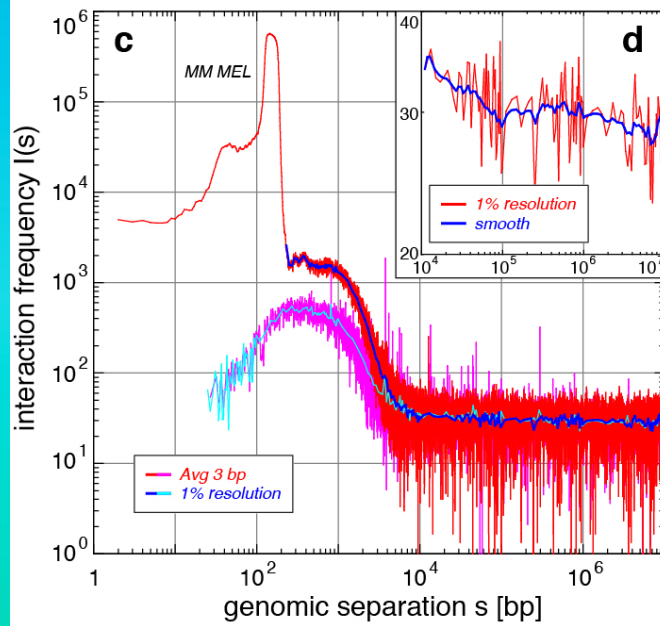 c
MM MEL
d
interaction frequency I(s)
10^6
10^5
10^4
10^3
10^2
10^1
10^0
40
30
20
10^4 10^5 10^6 10^7
1% resolution
smooth
Avg 3 bp
1% resolution
1 10^2 10^4 10^6
genomic separation s [bp]